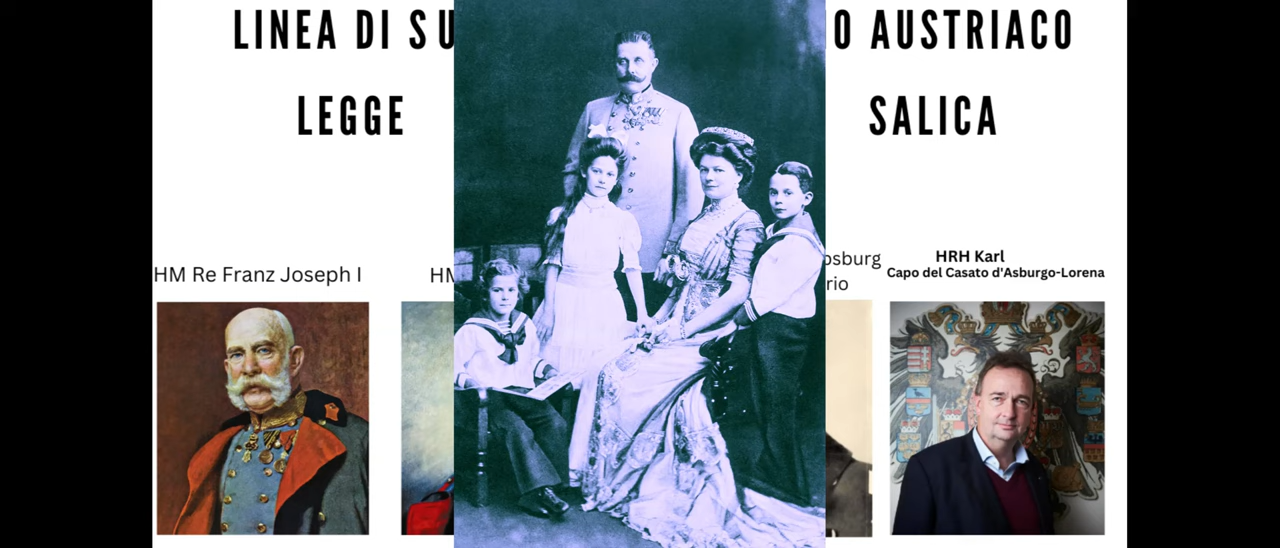 LINEA DI SU
O AUSTRIACO
LEGGE
SALICA
HM Re Franz Joseph I
HM
sburg
rio
HRH Karl
Capo del Casato d'Asburgo-Lorena